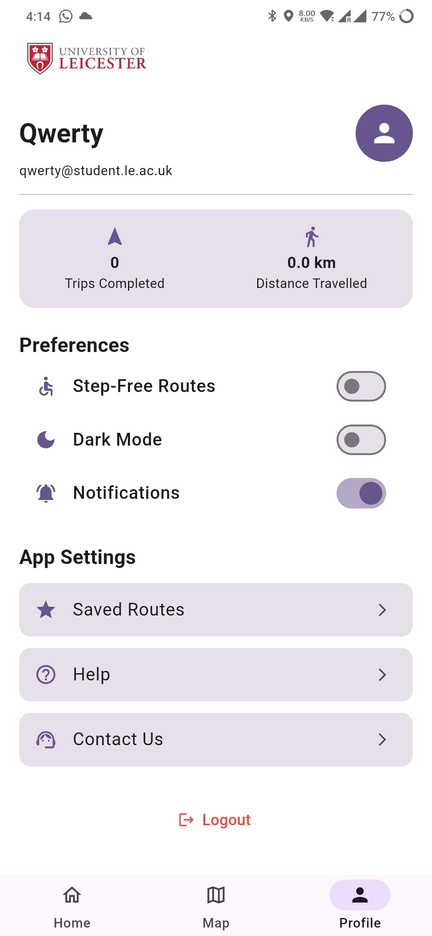 4:14
8.00
KB/S
R
77%
UNIVERSITY OF
LEICESTER
Qwerty
qwerty@student.le.ac.uk
0
Trips Completed
0.0 km
Distance Travelled
Preferences
Step-Free Routes
Dark Mode
Notifications
App Settings
Saved Routes
Help
Contact Us
Logout
Home
Map
Profile